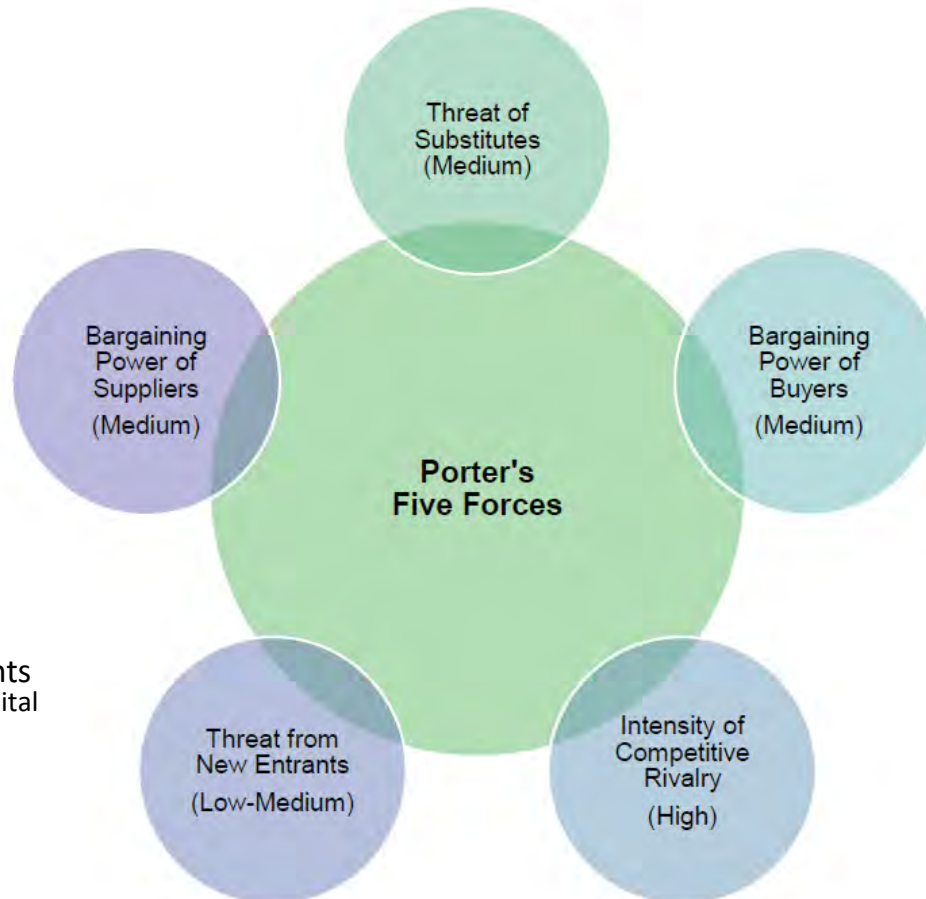 Threat of
Substitutes
(Medium)
Bargaining
Power of
Suppliers
(Medium)
Bargaining
Power of
Buyers
(Medium)
Porter's
Five Forces
nts
ital
Threat from
New Entrants
(Low-Medium)
Intensity of
Competitive
Rivalry
(High)